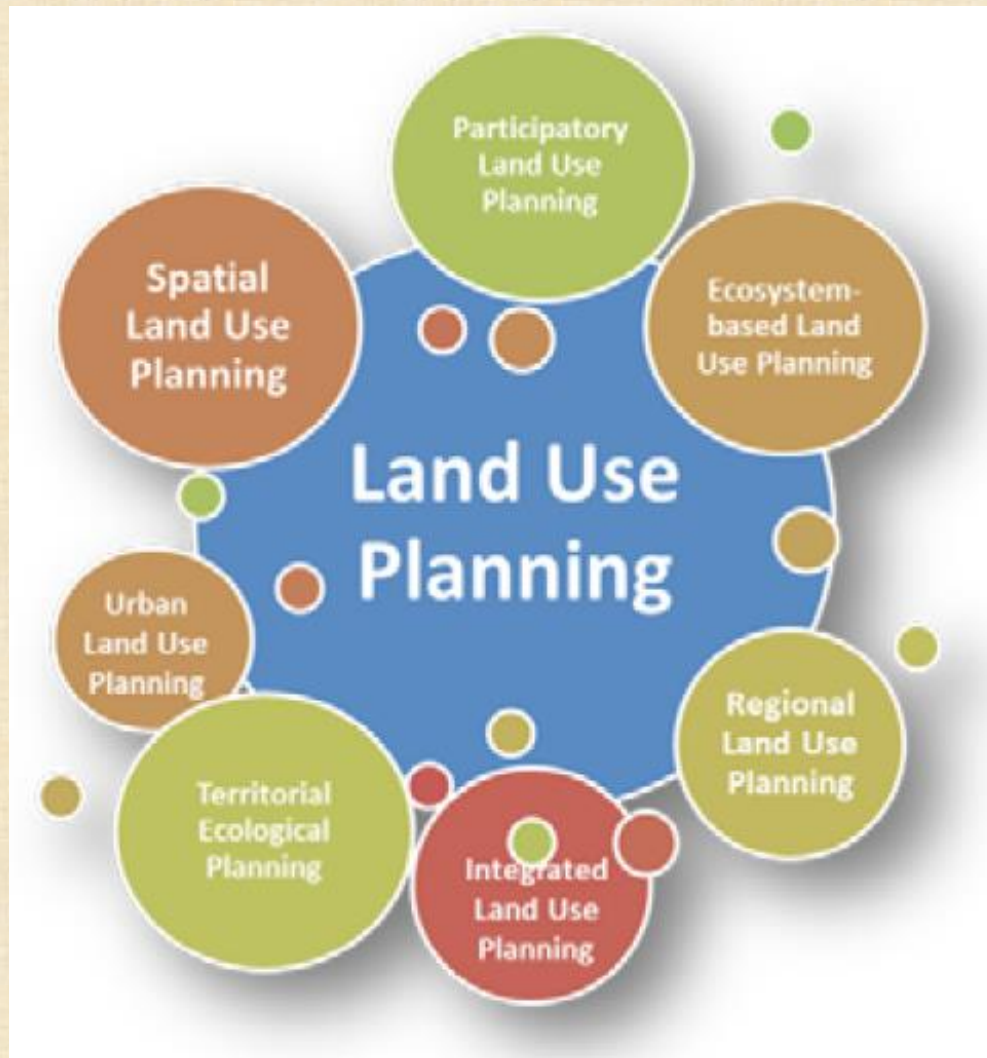 Participatory
Land Use
Planning
Spatial
Land Use
Planning
Ecosystem-
based Land
Use Planning
Land Use
Planning
Urban
Land Use
Planning
Regional
Land Use
Planning
Territorial
Ecological
Planning
Integrated
Land Use
Planning